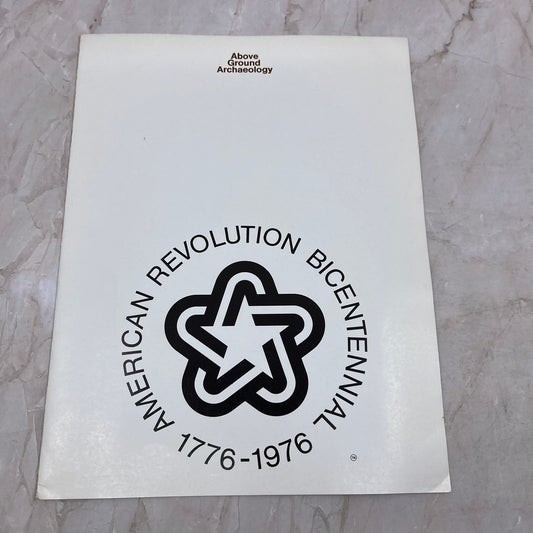 Above
Ground
Archaeology
AMERICAN REVOLUTION BICENTENNIAL
1776-1976